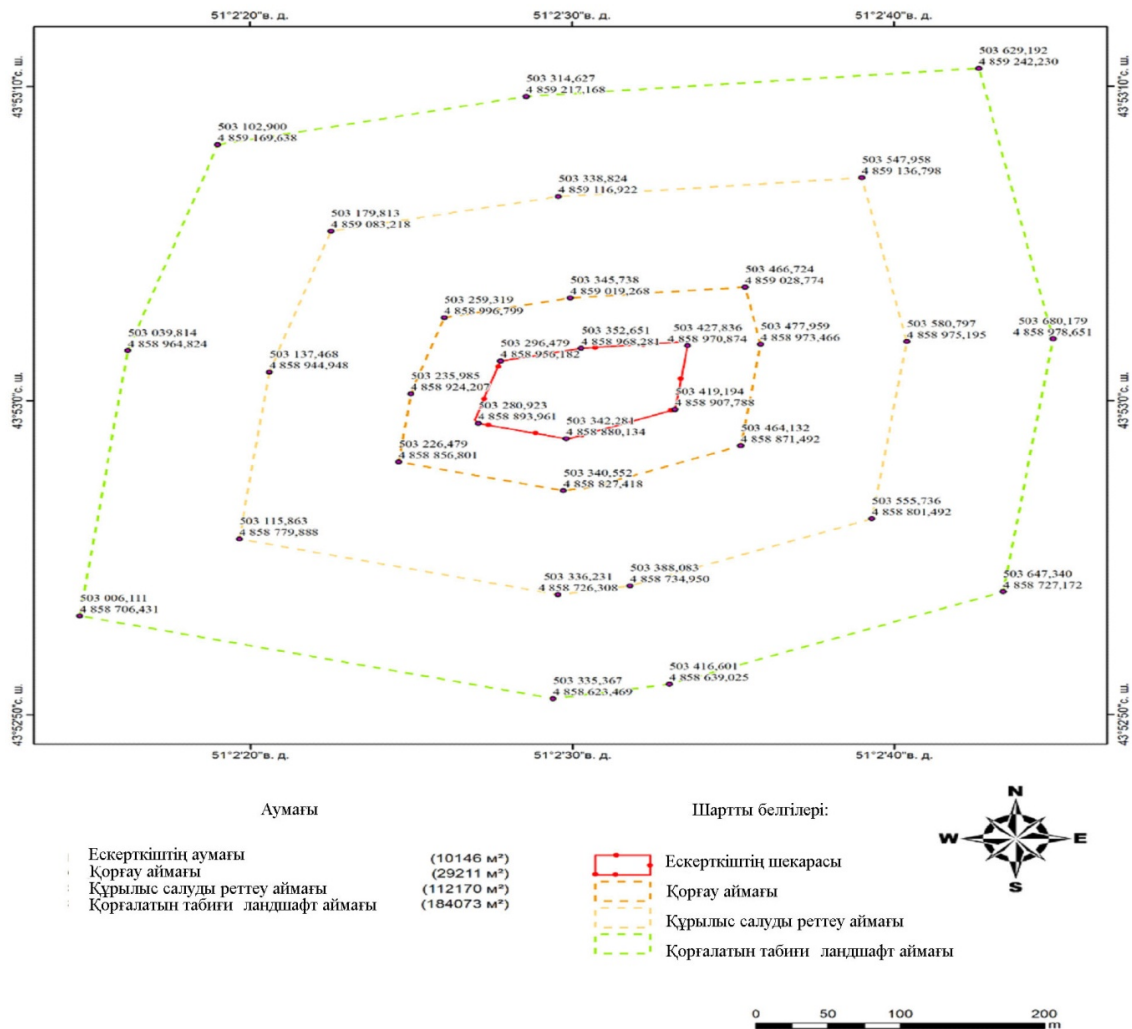 51°2'20"в. д.
51°2'30"в. д.
51°2'40"в. д.
503 629,192
4 859 242,230
43°53'10"с. ш.
43°53'10"с. ш.
503 314,627
4 859 217,168
503 102,900
4 859 169,638
503 547,958
4 859 136,798
503 338,824
4 859 116,922
503 179,813
4 859 083,218
503 466,724
4 859 028,774
503 345,738
4 859 019,268
503 259,319
4 858 996,799
503 039,814
4 858 964,824
503 137,468
4 858 944,948
503 296,479
4 858 956,182
503 352,651
4 858 968,281
503 427,836
4 858 970,874
503 477,959
4 858 973,466
503 580,797
4 858 975,195
503 680,179
4 858 978,651
503 235,985
4 858 924,207
503 419,194
4 858 907,788
43°53'0"с. ш.
43°53'0"с. ш.
503 280,923
4 858 893,961
503 342,281
4 858 880,134
503 226,479
4 858 856,801
503 464,132
4 858 871,492
503 340,552
4 858 827,418
503 115,863
4 858 779,888
503 555,736
4 858 801,492
503 336,231
4 858 726,308
503 388,083
4 858 734,950
503 006,111
4 858 706,431
503 647,340
4 858 727,172
503 335,367
4 858 623,469
503 416,601
4 858 639,025
43°52'50"с. ш.
43°52'50"с. ш.
51°2'20"в. д.
51°2'30"в. д.
51°2'40"в. д.
Аумағы
Ескерткіштің аумағы (10146 м²)
Қорғау аймағы (29211 м²)
Құрылыс салуды реттеу аймағы (112170 м²)
Қорғалатын табиғи ландшафт аймағы (184073 м²)
Шартты белгілері:
Ескерткіштің шекарасы
Қорғау аймағы
Құрылыс салуды реттеу аймағы
Қорғалатын табиғи ландшафт аймағы
N
W E
S
0 50 100 200
m